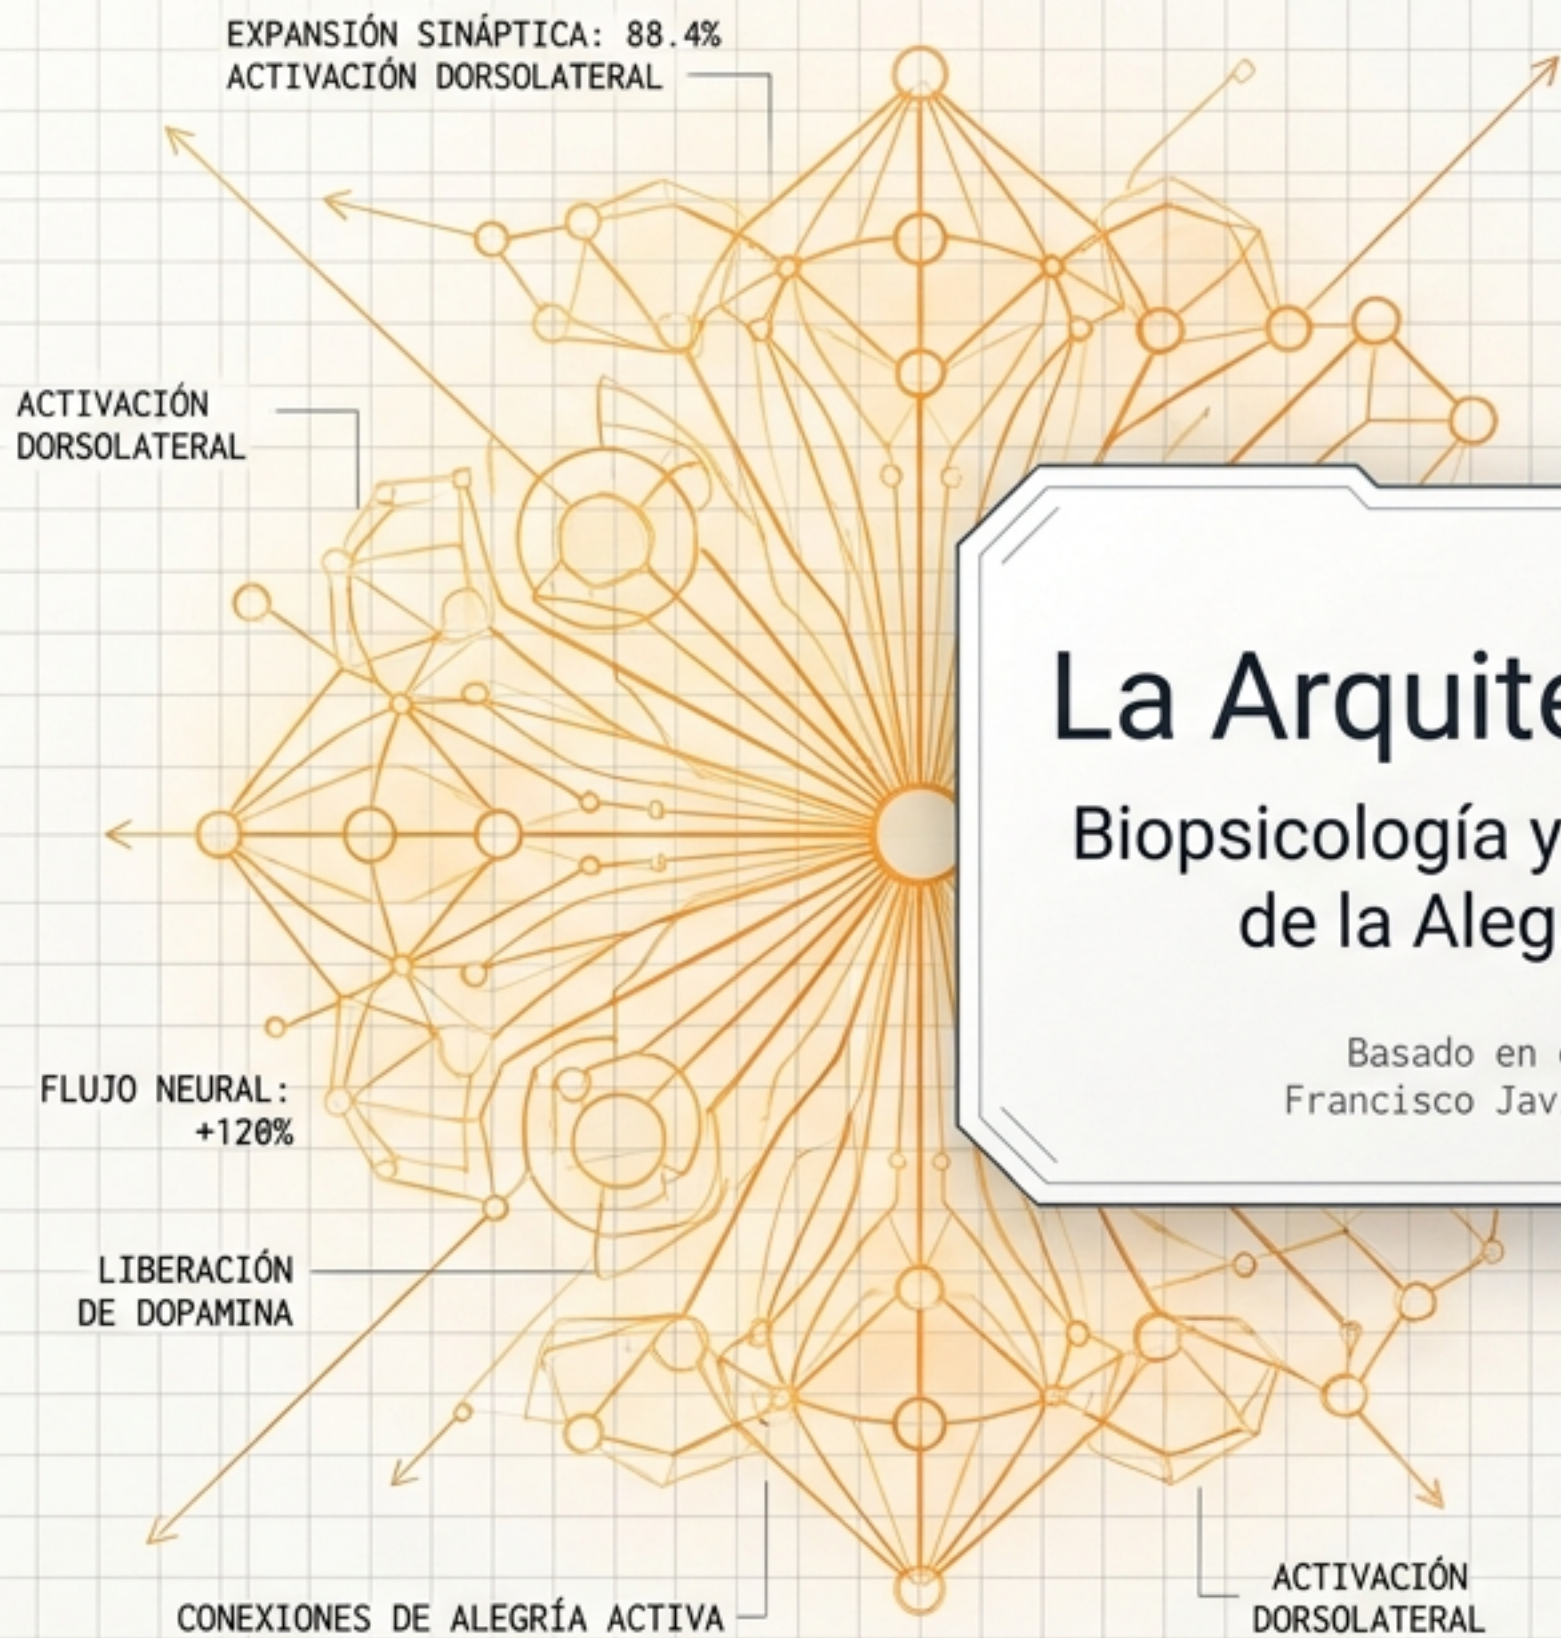 EXPANSIÓN SINÁPTICA: 88.4%
ACTIVACIÓN DORSOLATERAL
ACTIVACIÓN
DORSOLATERAL
La Arquite
Biopsicología y
de la Aleg
Basado en
Francisco Jav
FLUJO NEURAL:
+120%
LIBERACIÓN
DE DOPAMINA
CONEXIONES DE ALEGRÍA ACTIVA
ACTIVACIÓN
DORSOLATERAL